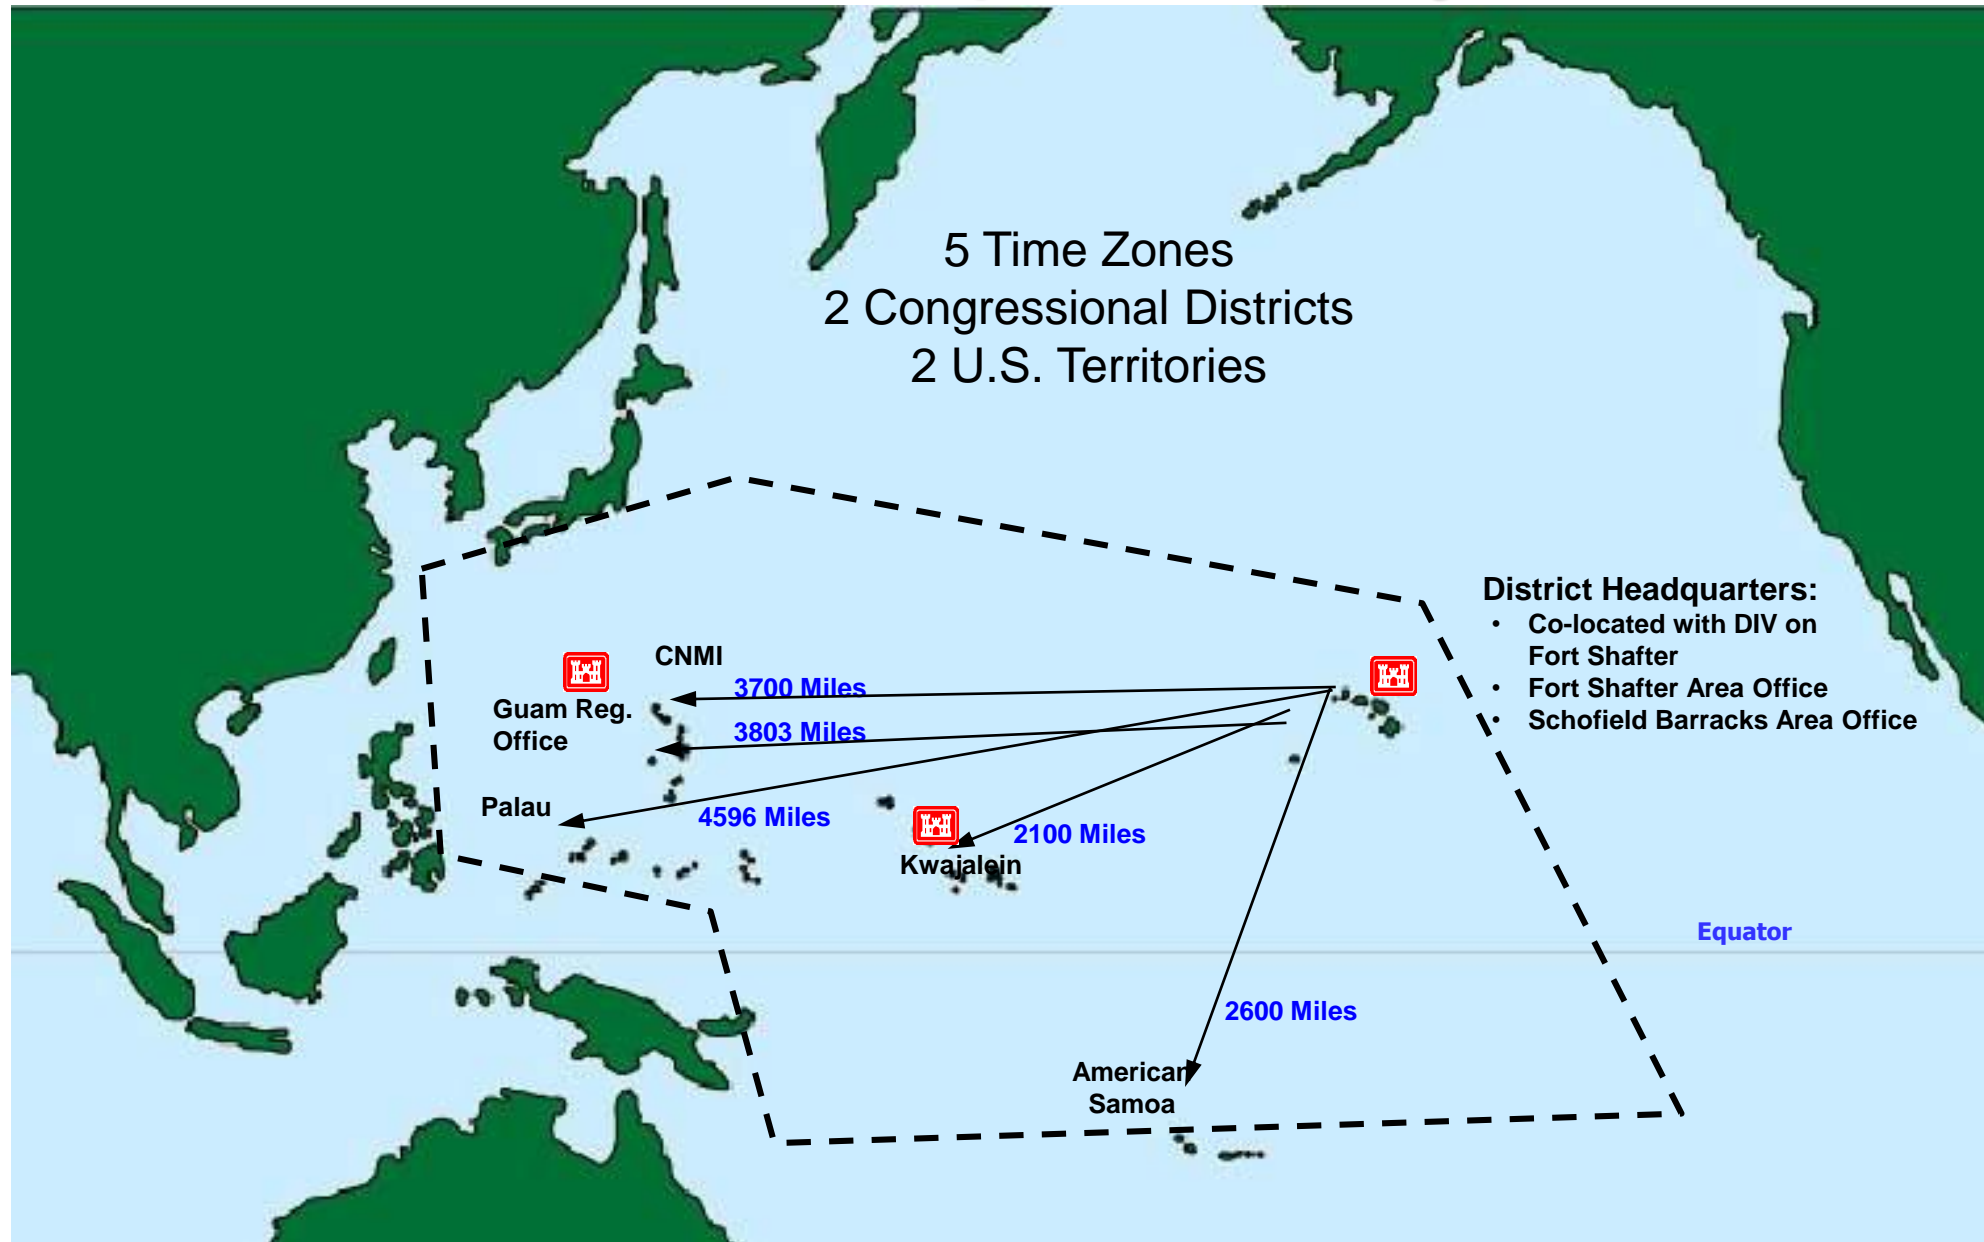 5 Time Zones
2 Congressional Districts
2 U.S. Territories
District Headquarters:
• Co-located with DIV on
Fort Shafter
• Fort Shafter Area Office
• Schofield Barracks Area Office
CNMI
3700 Miles
Guam Reg.
Office
3803 Miles
Palau
4596 Miles
2100 Miles
Kwajalein
Equator
2600 Miles
American
Samoa